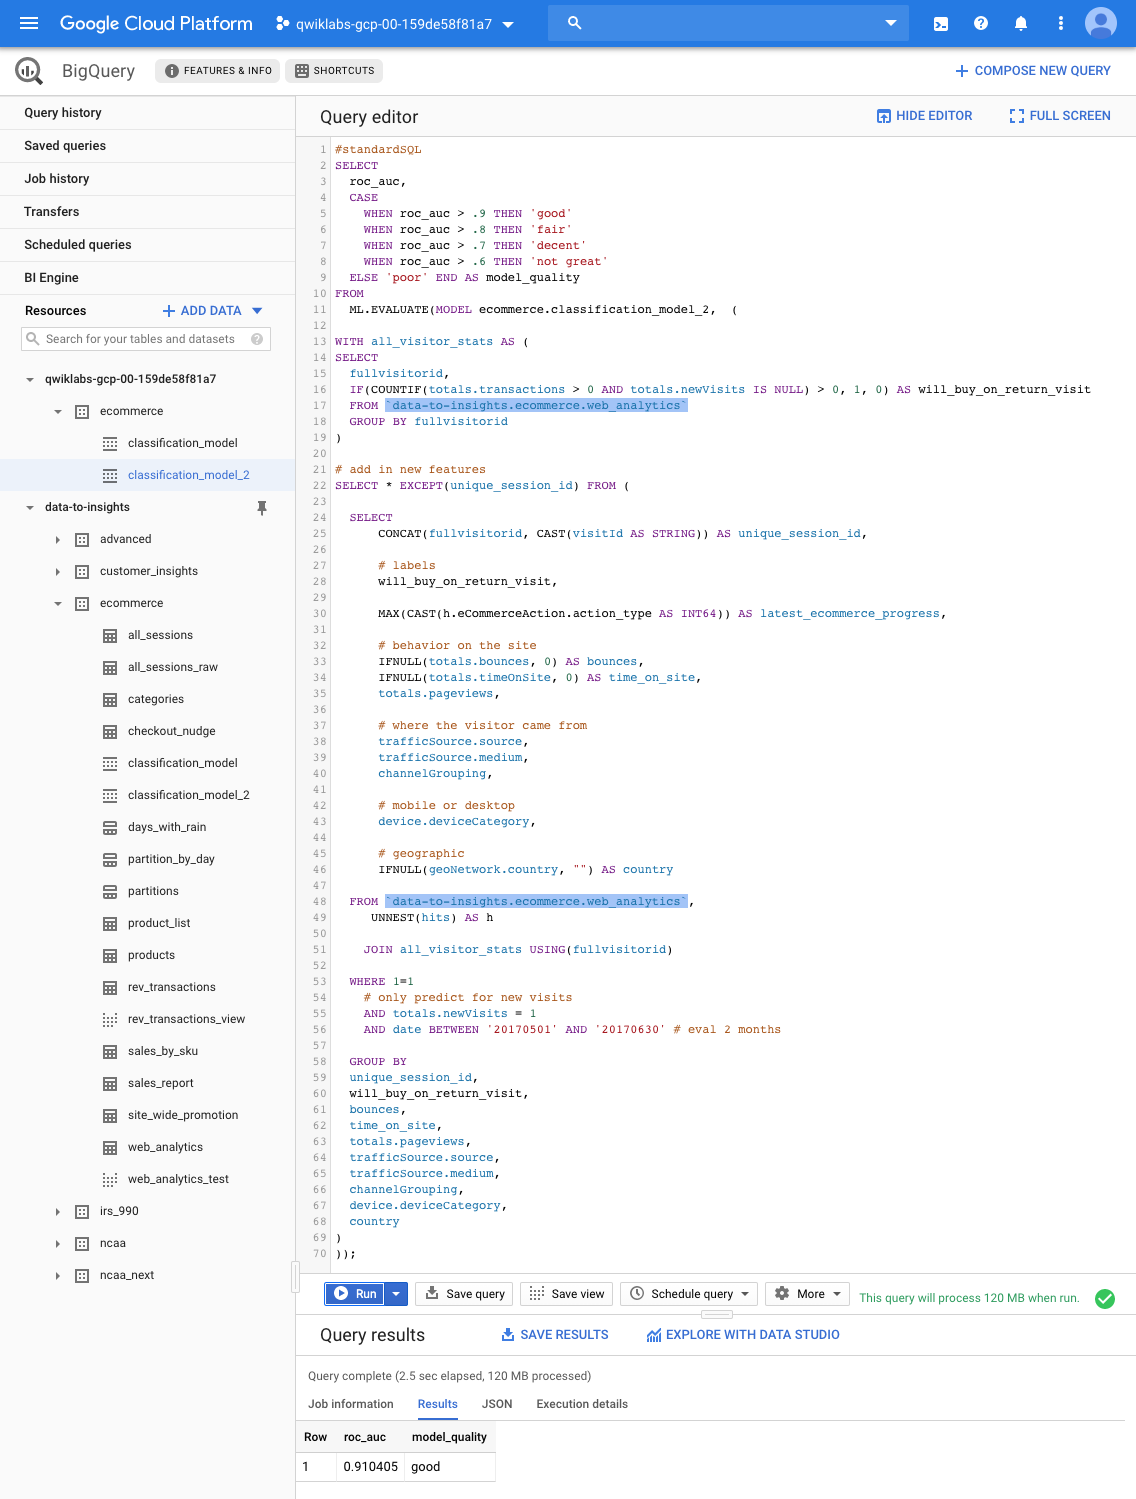 Google Cloud Platform
qwiklabs-gcp-00-159de58f81a7
BigQuery
FEATURES & INFO
SHORTCUTS
COMPOSE NEW QUERY
Query history
Saved queries
Job history
Transfers
Scheduled queries
BI Engine
Resources
ADD DATA
Search for your tables and datasets
qwiklabs-gcp-00-159de58f81a7
ecommerce
classification_model
classification_model_2
data-to-insights
advanced
customer_insights
ecommerce
all_sessions
all_sessions_raw
categories
checkout_nudge
classification_model
classification_model_2
days_with_rain
partition_by_day
partitions
product_list
products
rev_transactions
rev_transactions_view
sales_by_sku
sales_report
site_wide_promotion
web_analytics
web_analytics_test
irs_990
ncaa
ncaa_next
Query editor
HIDE EDITOR
FULL SCREEN
1 #standardSQL
2 SELECT
3 roc_auc,
4 CASE
5 WHEN roc_auc > .9 THEN 'good'
6 WHEN roc_auc > .8 THEN 'fair'
7 WHEN roc_auc > .7 THEN 'decent'
8 WHEN roc_auc > .6 THEN 'not great'
9 ELSE 'poor' END AS model_quality
10 FROM
11 ML.EVALUATE(MODEL ecommerce.classification_model_2, (
12
13 WITH all_visitor_stats AS (
14 SELECT
15 fullvisitorid,
16 IF(COUNTIF(totals.transactions > 0 AND totals.newVisits IS NULL) > 0, 1, 0) AS will_buy_on_return_visit
17 FROM `data-to-insights.ecommerce.web_analytics`
18 GROUP BY fullvisitorid
19 )
20
21 # add in new features
22 SELECT * EXCEPT(unique_session_id) FROM (
23
24 SELECT
25 CONCAT(fullvisitorid, CAST(visitId AS STRING)) AS unique_session_id,
26
27 # labels
28 will_buy_on_return_visit,
29
30 MAX(CAST(h.eCommerceAction.action_type AS INT64)) AS latest_ecommerce_progress,
31
32 # behavior on the site
33 IFNULL(totals.bounces, 0) AS bounces,
34 IFNULL(totals.timeOnSite, 0) AS time_on_site,
35 totals.pageviews,
36
37 # where the visitor came from
38 trafficSource.source,
39 trafficSource.medium,
40 channelGrouping,
41
42 # mobile or desktop
43 device.deviceCategory,
44
45 # geographic
46 IFNULL(geoNetwork.country, "") AS country
47
48 FROM `data-to-insights.ecommerce.web_analytics`,
49 UNNEST(hits) AS h
50
51 JOIN all_visitor_stats USING(fullvisitorid)
52
53 WHERE 1=1
54 # only predict for new visits
55 AND totals.newVisits = 1
56 AND date BETWEEN '20170501' AND '20170630' # eval 2 months
57
58 GROUP BY
59 unique_session_id,
60 will_buy_on_return_visit,
61 bounces,
62 time_on_site,
63 totals.pageviews,
64 trafficSource.source,
65 trafficSource.medium,
66 channelGrouping,
67 device.deviceCategory,
68 country
69 )
70 ));
Run
Save query
Save view
Schedule query
More
This query will process 120 MB when run.
Query results
SAVE RESULTS
EXPLORE WITH DATA STUDIO
Query complete (2.5 sec elapsed, 120 MB processed)
Job information Results JSON Execution details
Row roc_auc model_quality
1 0.910405 good